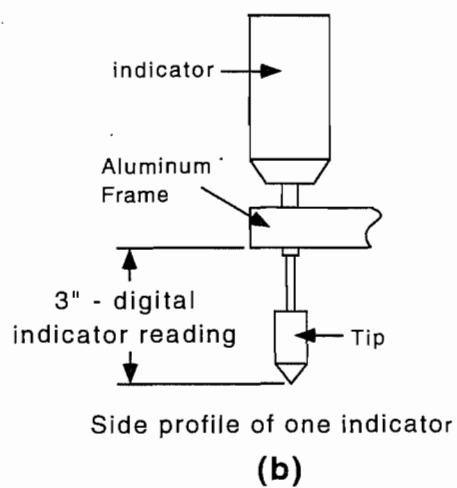 indicator
Aluminum
Frame
3" - digital
indicator reading
Tip
Side profile of one indicator
(b)